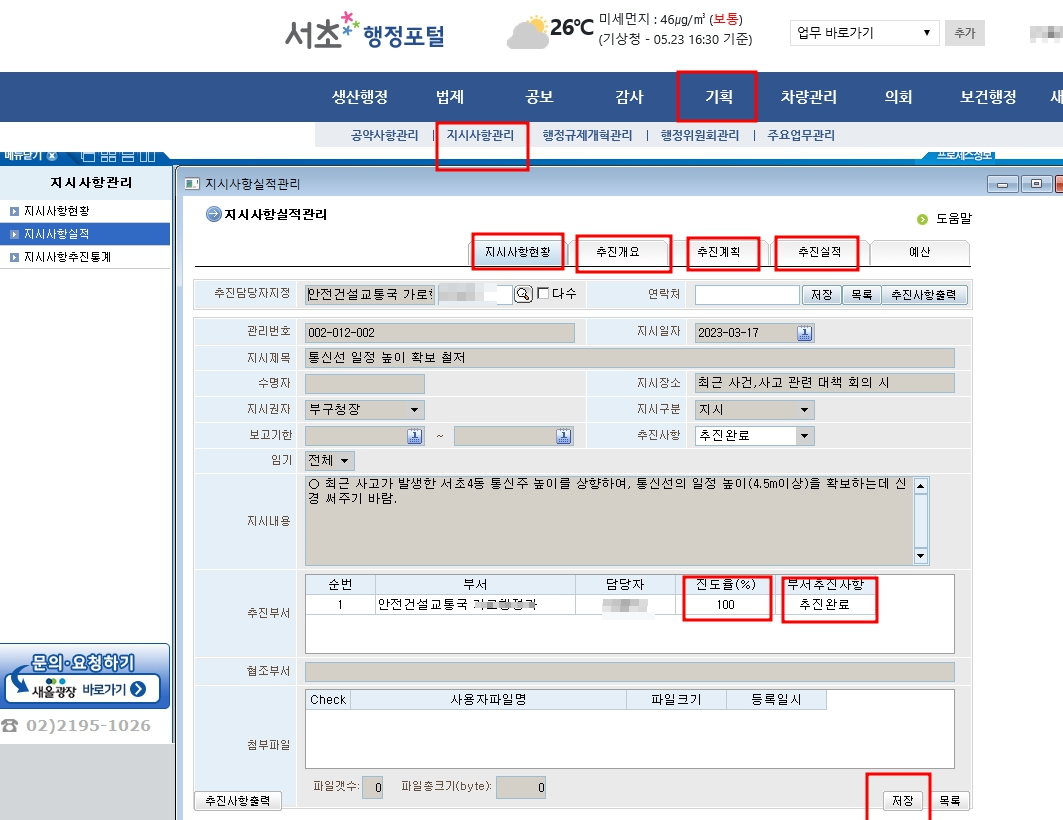 서초 행정포털
26℃ 미세먼지 : 46㎍/㎥ (보통)
(기상청 - 05.23 16:30 기준)
업무 바로가기 추가
생산행정 법제 공보 감사 기획 차량관리 의회 보건행정
공약사항관리 | 지시사항관리 행정규제개혁관리 | 행정위원회관리 | 주요업무관리
메뉴닫기 프로세스정보
지시사항관리
지시사항현황
지시사항실적
지시사항추진통계
지시사항실적관리
지시사항실적관리
도움말
지시사항현황 추진개요 추진계획 추진실적 예산
추진담당자지정 안전건설교통국 가로 다수 연락처 저장 목록 추진사항출력
관리번호 002-012-002 지시일자 2023-03-17
지시제목 통신선 일정 높이 확보 철저
수명자 지시장소 최근 사건,사고 관련 대책 회의 시
지시권자 부구청장 지시구분 지시
보고기한 ~ 추진사항 추진완료
임기 전체
지시내용
○ 최근 사고가 발생한 서초4동 통신주 높이를 상향하여, 통신선의 일정 높이(4.5m이상)을 확보하는데 신
경 써주기 바람.
추진부서
순번 부서 담당자 진도율(%) 부서추진사항
1 안전건설교통국 가로행정과 100 추진완료
협조부서
첨부파일
Check 사용자파일명 파일크기 등록일시
파일갯수: 0 파일총크기(byte): 0
추진사항출력 저장 목록
문의·요청하기
새올광장 바로가기
02)2195-1026